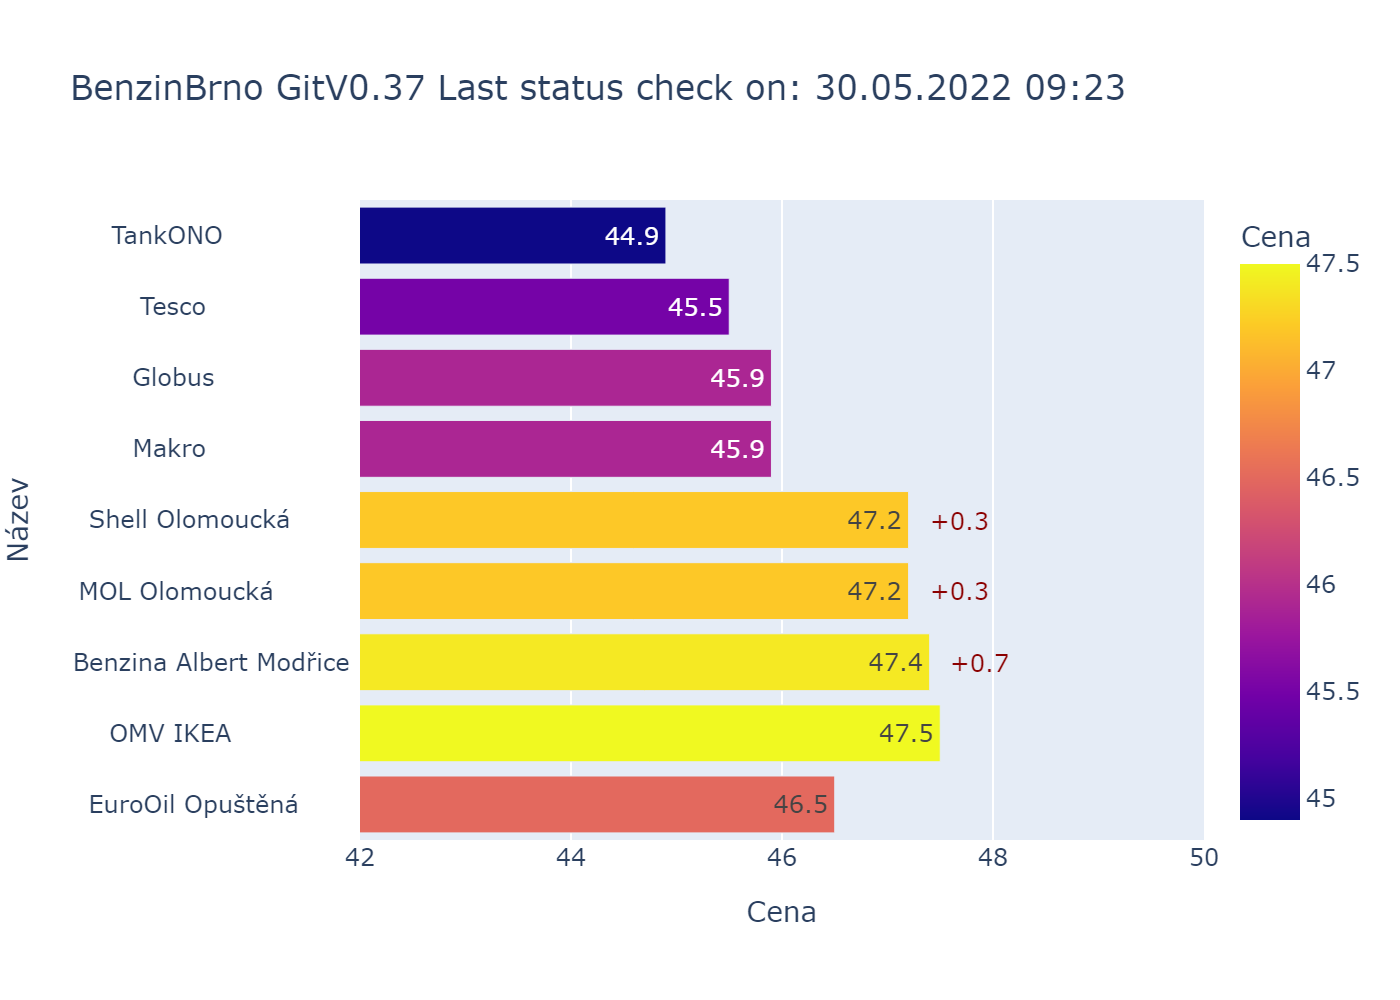 BenzinBrno GitV0.37 Last status check on: 30.05.2022 09:23
Název
TankONO 44.9
Tesco 45.5
Globus 45.9
Makro 45.9
Shell Olomoucká 47.2 +0.3
MOL Olomoucká 47.2 +0.3
Benzina Albert Modřice 47.4 +0.7
OMV IKEA 47.5
EuroOil Opuštěná 46.5
42 44 46 48 50
Cena
Cena
47.5
47
46.5
46
45.5
45